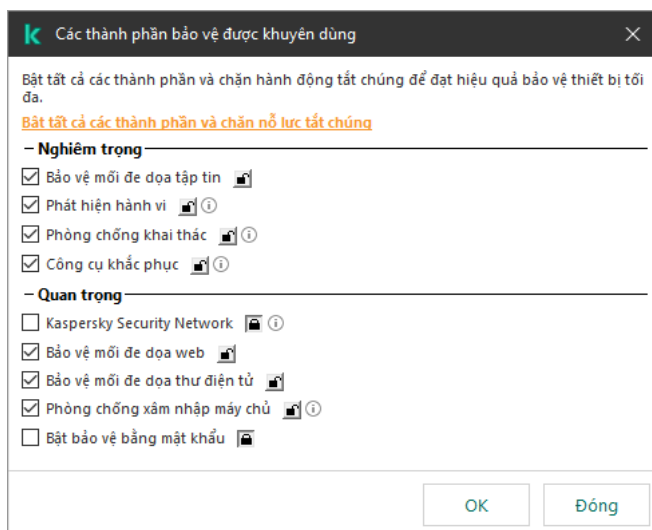 Các thành phần bảo vệ được khuyên dùng
Bật tất cả các thành phần và chặn hành động tắt chúng để đạt hiệu quả bảo vệ thiết bị tối
đa.
Bật tất cả các thành phần và chặn nỗ lực tắt chúng
Nghiêm trọng
Bảo vệ mối đe dọa tập tin
Phát hiện hành vi
Phòng chống khai thác
Công cụ khắc phục
Quan trọng
Kaspersky Security Network
Bảo vệ mối đe dọa web
Bảo vệ mối đe dọa thư điện tử
Phòng chống xâm nhập máy chủ
Bật bảo vệ bằng mật khẩu
OK Đóng